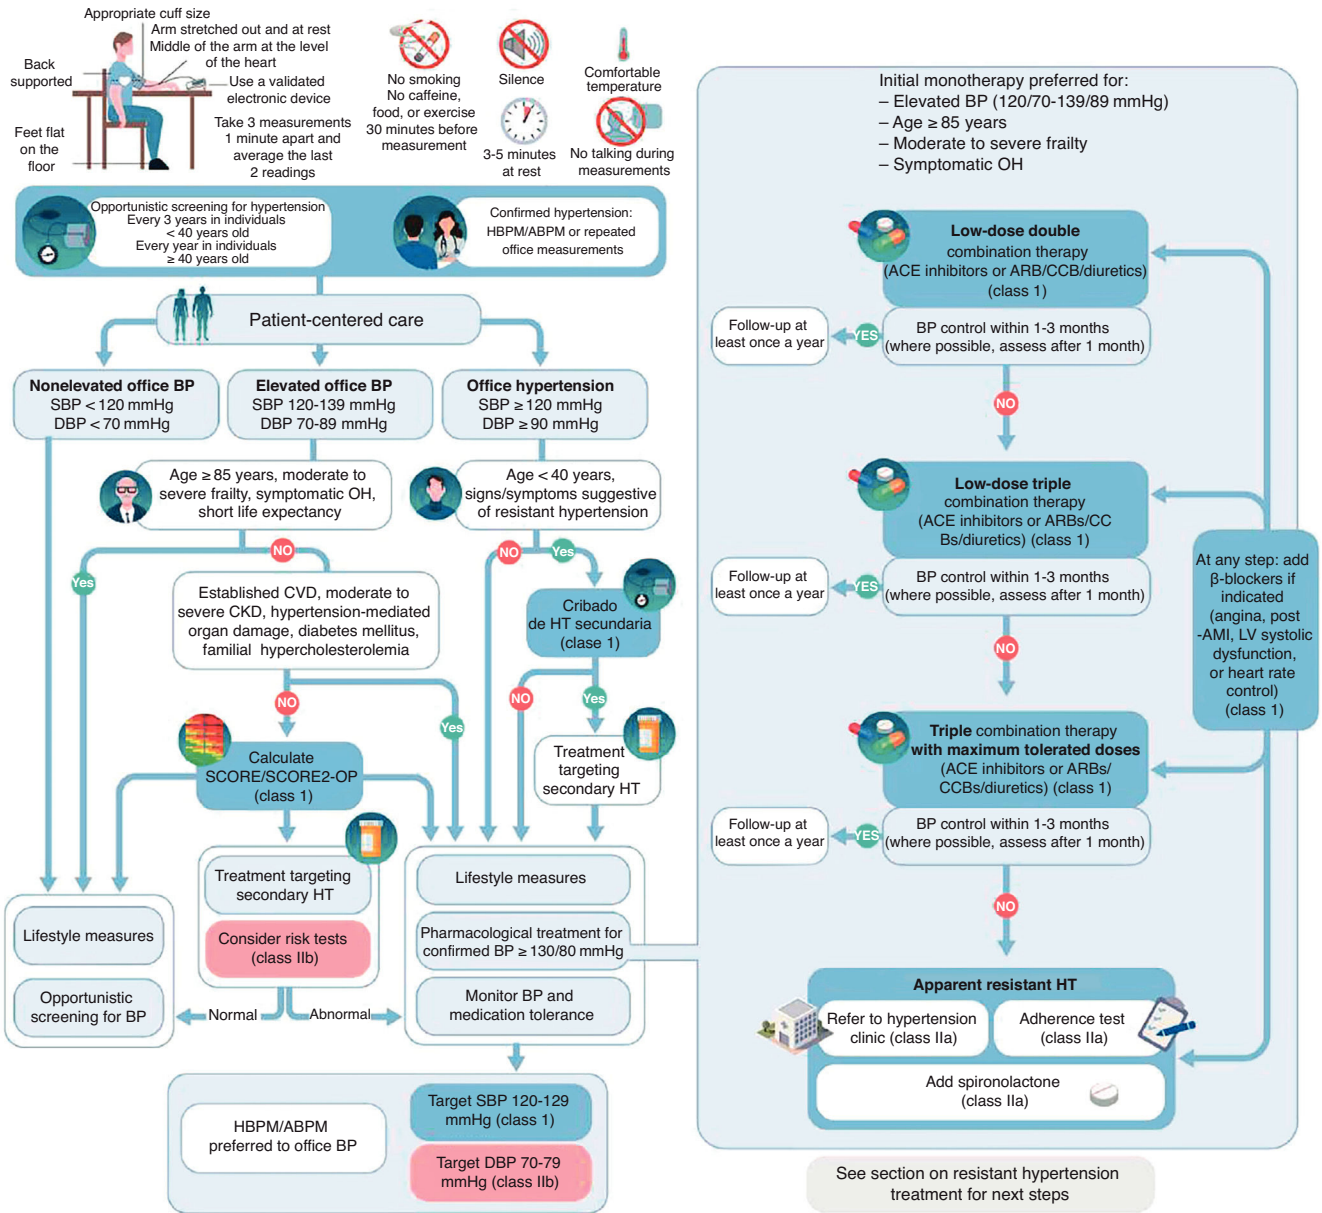 Appropriate cuff size
Arm stretched out and at rest
Middle of the arm at the level
of the heart
Back
supported
Use a validated
electronic device
Take 3 measurements
1 minute apart and
average the last
2 readings
Feet flat
on the
floor
No smoking
No caffeine,
food, or exercise
30 minutes before
measurement
Silence
3-5 minutes
at rest
Comfortable
temperature
No talking during
measurements
Opportunistic screening for hypertension
Every 3 years in individuals
< 40 years old
Every year in individuals
≥ 40 years old
Confirmed hypertension:
HBPM/ABPM or repeated
office measurements
Patient-centered care
Nonelevated office BP
SBP < 120 mmHg
DBP < 70 mmHg
Elevated office BP
SBP 120-139 mmHg
DBP 70-89 mmHg
Office hypertension
SBP ≥ 120 mmHg
DBP ≥ 90 mmHg
Age ≥ 85 years, moderate to
severe frailty, symptomatic OH,
short life expectancy
Age < 40 years,
signs/symptoms suggestive
of resistant hypertension
NO
Yes
NO
Yes
Established CVD, moderate to
severe CKD, hypertension-mediated
organ damage, diabetes mellitus,
familial hypercholesterolemia
Cribado
de HT secundaria
(clase 1)
NO
Yes
NO
Yes
Calculate
SCORE/SCORE2-OP
(class 1)
Treatment
targeting
secondary HT
Treatment targeting
secondary HT
Consider risk tests
(class IIb)
Lifestyle measures
Opportunistic
screening for BP
Normal
Abnormal
Lifestyle measures
Pharmacological treatment for
confirmed BP ≥ 130/80 mmHg
Monitor BP and
medication tolerance
HBPM/ABPM
preferred to office BP
Target SBP 120-129
mmHg (class 1)
Target DBP 70-79
mmHg (class IIb)
Initial monotherapy preferred for:
– Elevated BP (120/70-139/89 mmHg)
– Age ≥ 85 years
– Moderate to severe frailty
– Symptomatic OH
Low-dose double
combination therapy
(ACE inhibitors or ARB/CCB/diuretics)
(class 1)
BP control within 1-3 months
(where possible, assess after 1 month)
YES
Follow-up at
least once a year
NO
Low-dose triple
combination therapy
(ACE inhibitors or ARBs/CC
Bs/diuretics) (class 1)
BP control within 1-3 months
(where possible, assess after 1 month)
YES
Follow-up at
least once a year
NO
At any step: add
β-blockers if
indicated
(angina, post
-AMI, LV systolic
dysfunction,
or heart rate
control)
(class 1)
Triple combination therapy
with maximum tolerated doses
(ACE inhibitors or ARBs/
CCBs/diuretics) (class 1)
BP control within 1-3 months
(where possible, assess after 1 month)
YES
Follow-up at
least once a year
NO
Apparent resistant HT
Refer to hypertension
clinic (class IIa)
Adherence test
(class IIa)
Add spironolactone
(class IIa)
See section on resistant hypertension
treatment for next steps